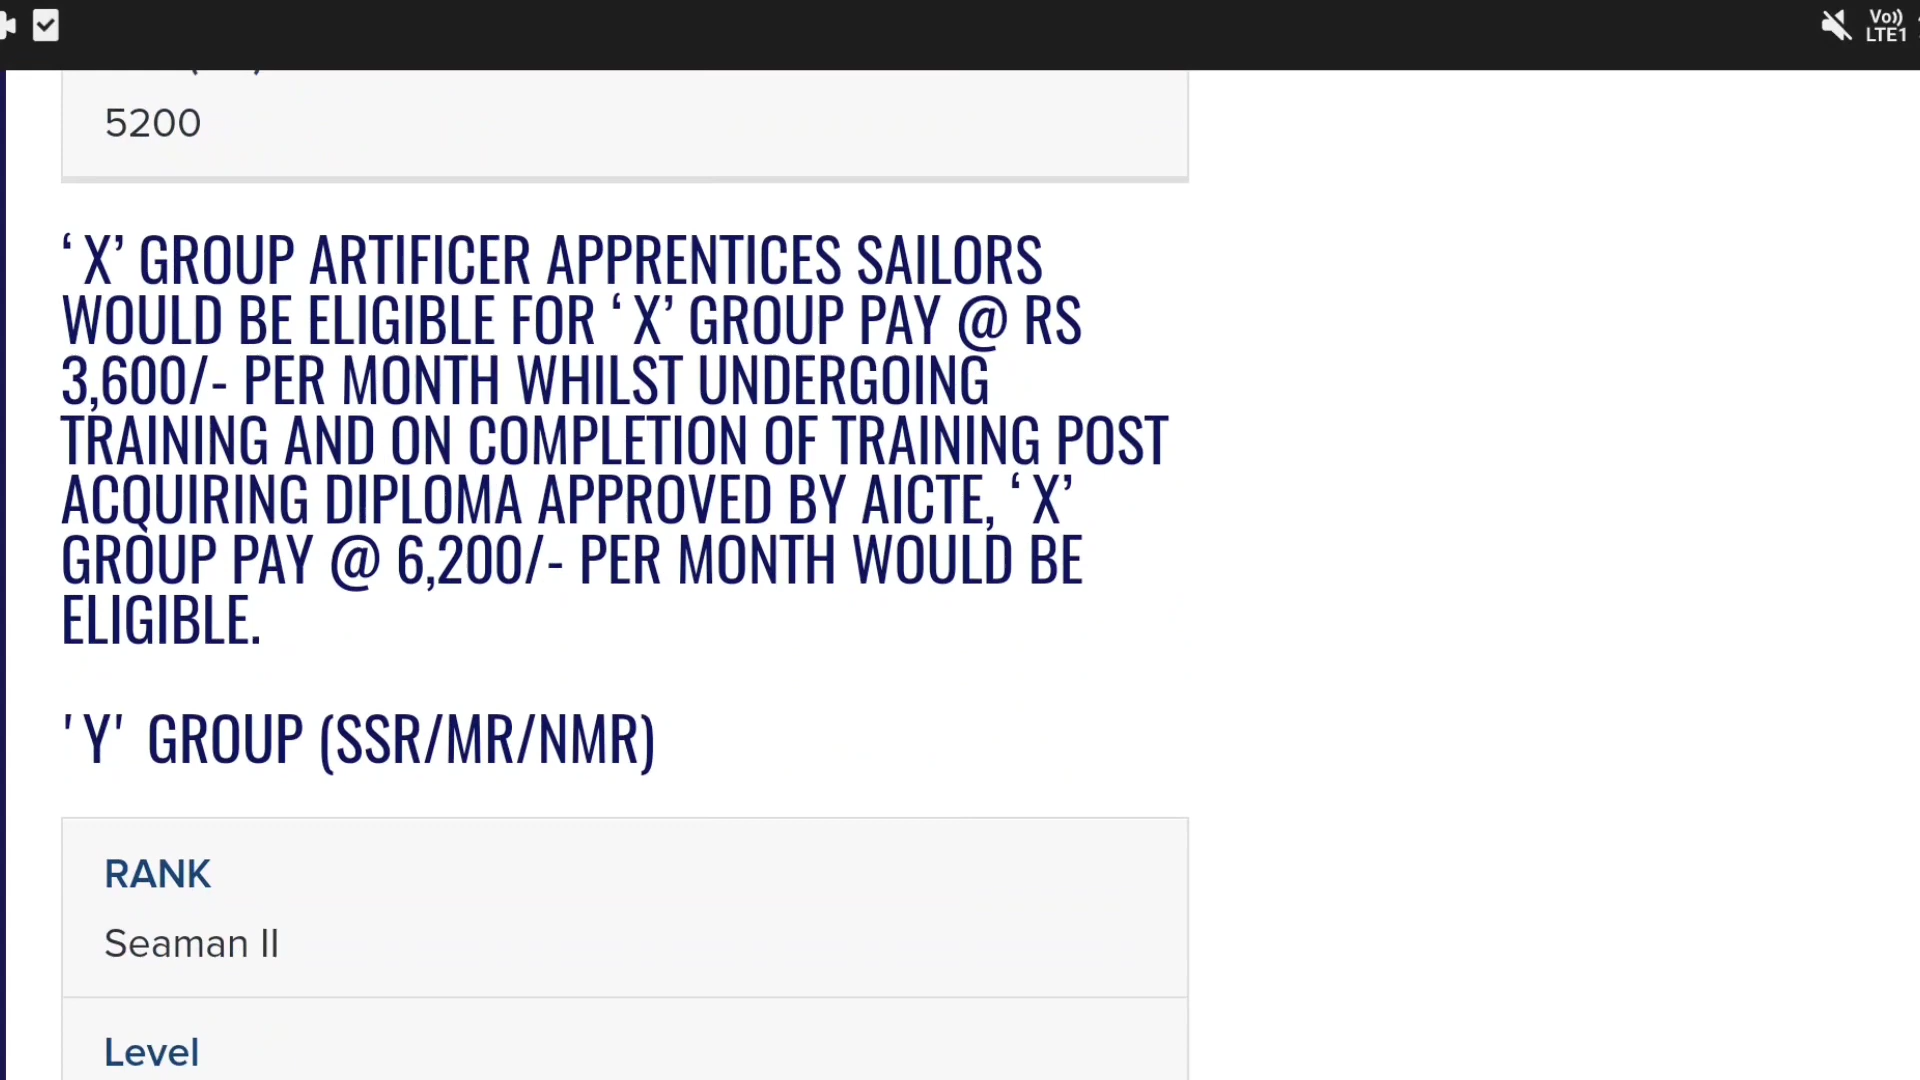 Vo))
LTE1
5200
‘ X’ GROUP ARTIFICER APPRENTICES SAILORS
WOULD BE ELIGIBLE FOR ‘ X’ GROUP PAY @ RS
3,600/- PER MONTH WHILST UNDERGOING
TRAINING AND ON COMPLETION OF TRAINING POST
ACQUIRING DIPLOMA APPROVED BY AICTE, ‘ X’
GROUP PAY @ 6,200/- PER MONTH WOULD BE
ELIGIBLE.
'Y' GROUP (SSR/MR/NMR)
RANK
Seaman II
Level